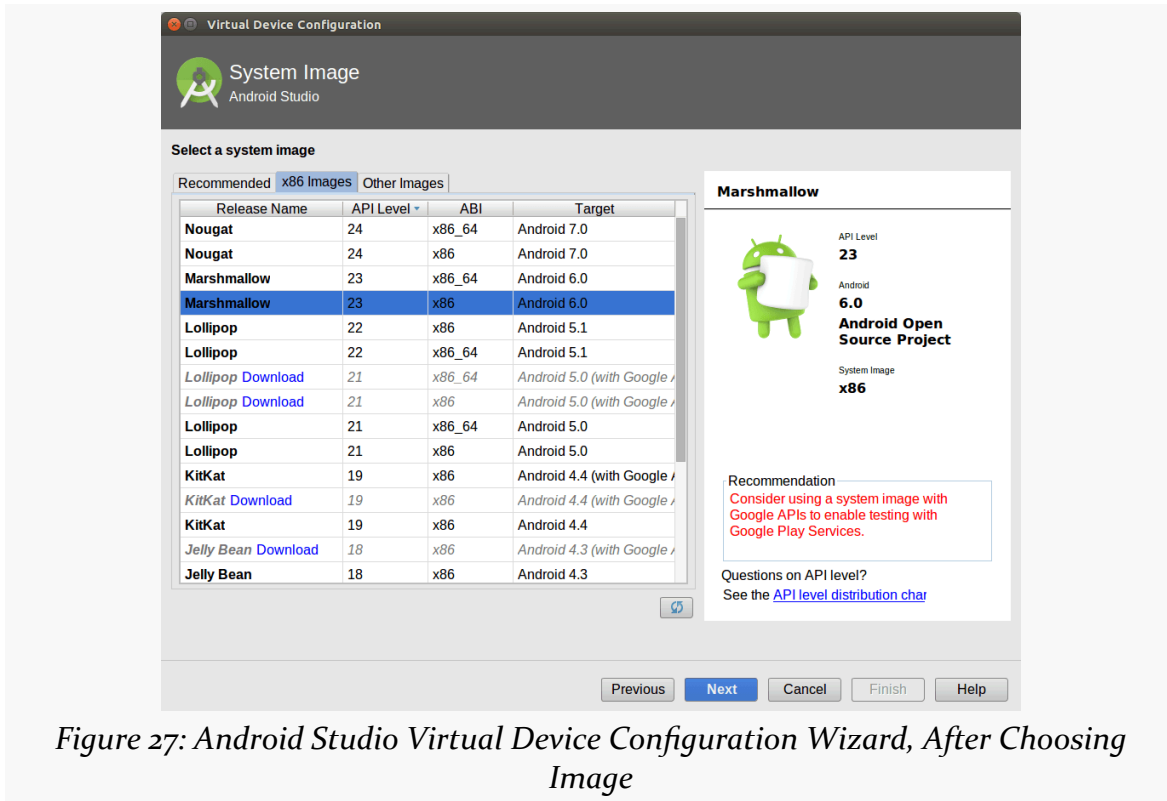 Virtual Device Configuration
System Image
Android Studio
Select a system image
Recommended x86 Images Other Images
Release Name API Level ABI Target
Nougat 24 x86_64 Android 7.0
Nougat 24 x86 Android 7.0
Marshmallow 23 x86_64 Android 6.0
Marshmallow 23 x86 Android 6.0
Lollipop 22 x86 Android 5.1
Lollipop 22 x86_64 Android 5.1
Lollipop Download 21 x86_64 Android 5.0 (with Google
Lollipop Download 21 x86 Android 5.0 (with Google
Lollipop 21 x86_64 Android 5.0
Lollipop 21 x86 Android 5.0
KitKat 19 x86 Android 4.4 (with Google
KitKat Download 19 x86 Android 4.4 (with Google
KitKat 19 x86 Android 4.4
Jelly Bean Download 18 x86 Android 4.3 (with Google
Jelly Bean 18 x86 Android 4.3
Marshmallow
API Level
23
Android
6.0
Android Open
Source Project
System Image
x86
Recommendation
Consider using a system image with
Google APIs to enable testing with
Google Play Services.
Questions on API level?
See the API level distribution char
Previous Next Cancel Finish Help
Figure 27: Android Studio Virtual Device Configuration Wizard, After Choosing
Image